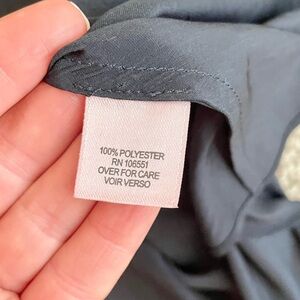 100% POLYESTER
RN 106551
OVER FOR CARE
VOIR VERSO